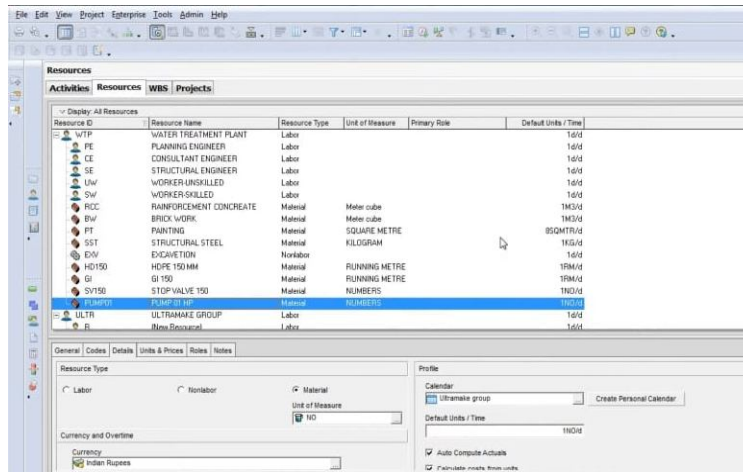 File Edit View Project Enterprise Tools Admin Help
Resources
Activities Resources WBS Projects
Display: All Resources
Resource ID Resource Name Resource Type Unit of Measure Primary Role Default Units / Time
WTP WATER TREATMENT PLANT Labor 1d/d
PE PLANNING ENGINEER Labor 1d/d
CE CONSULTANT ENGINEER Labor 1d/d
SE STRUCTURAL ENGINEER Labor 1d/d
UW WORKER-UNSKILLED Labor 1d/d
SW WORKER-SKILLED Labor 1d/d
RCC RAINFORCEMENT CONCREATE Material Meter cube 1M3/d
BW BRICK WORK Material Meter cube 1M3/d
PT PAINTING Material SQUARE METRE 8SQMTR/d
SST STRUCTURAL STEEL Material KILOGRAM 1KG/d
EXV EXCAVETION Nonlabor 1d/d
HD150 HDPE 150 MM Material RUNNING METRE 1RM/d
GI GI 150 Material RUNNING METRE 1RM/d
SV150 STOP VALVE 150 Material NUMBERS 1NO/d
PUMP01 PUMP 01 HP Material NUMBERS 1NO/d
ULTR ULTRAMAKE GROUP Labor 1d/d
R (New Resource) Labor 1d/d
General Codes Details Units & Prices Roles Notes
Resource Type Profile
Labor Nonlabor Material
Calendar
Ultramake group ... Create Personal Calendar
Unit of Measure
NO ...
Default Units / Time
1NO/d
Currency and Overtime
Currency
Indian Rupees ...
Auto Compute Actuals
Calculate costs from units